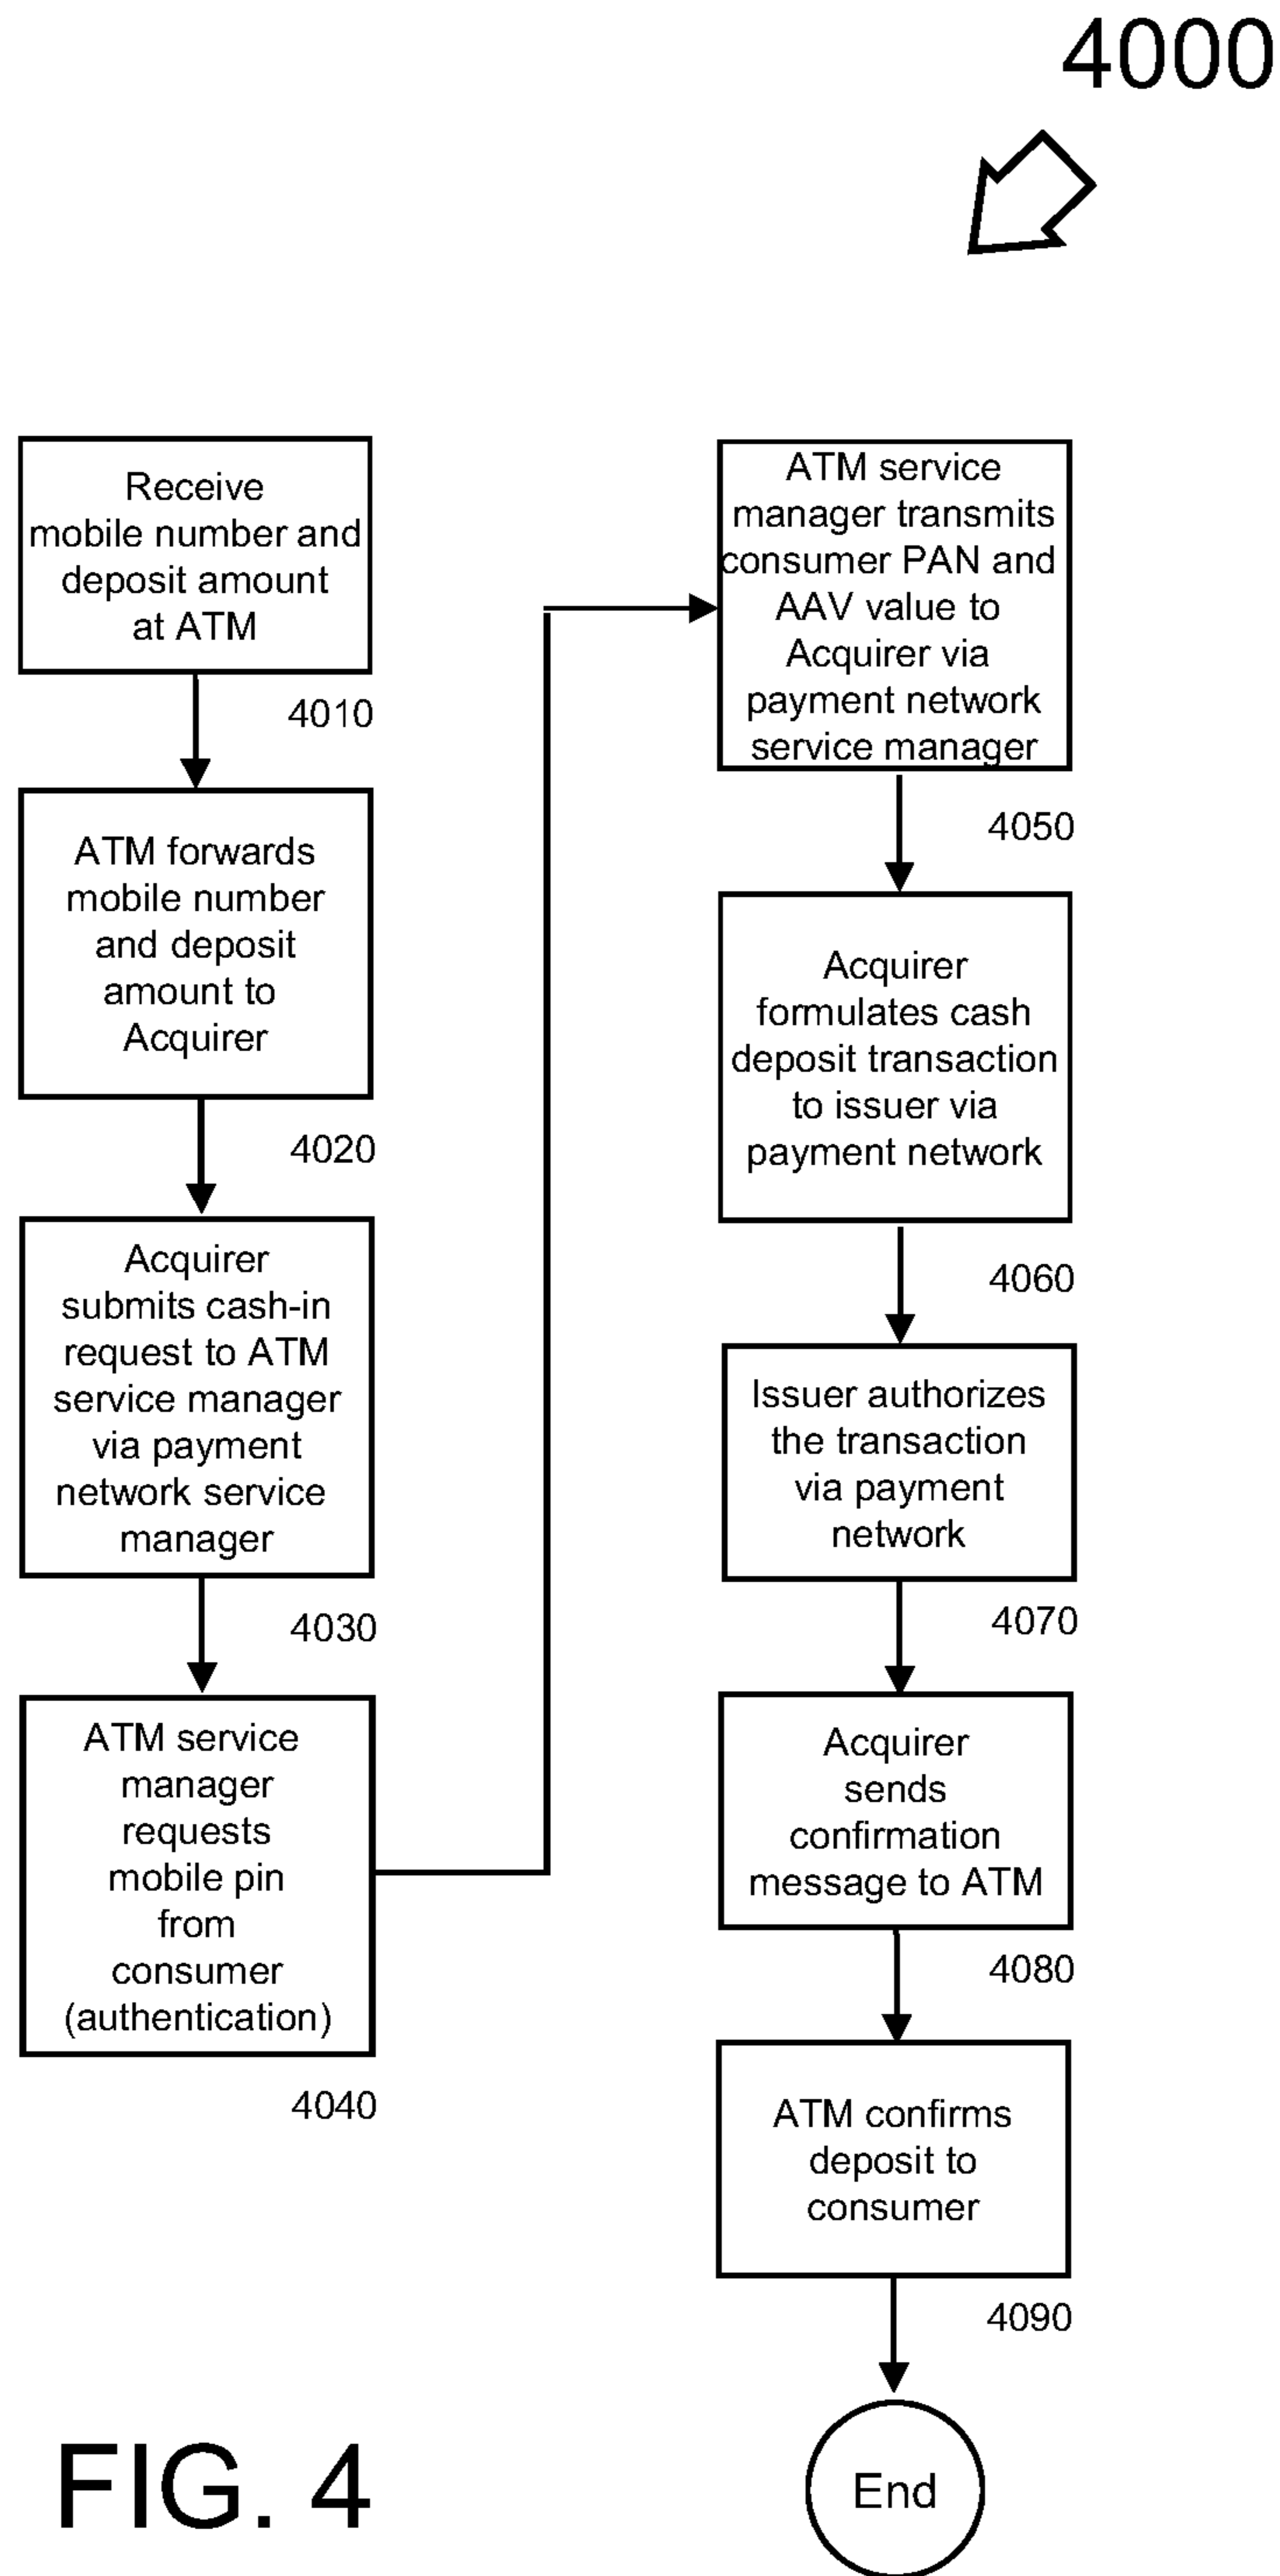 4000
Receive
mobile number and
deposit amount
at ATM
4010
ATM forwards
mobile number
and deposit
amount to
Acquirer
4020
Acquirer
submits cash-in
request to ATM
service manager
via payment
network service
manager
4030
ATM service
manager
requests
mobile pin
from
consumer
(authentication)
4040
ATM service
manager transmits
consumer PAN and
AAV value to
Acquirer via
payment network
service manager
4050
Acquirer
formulates cash
deposit transaction
to issuer via
payment network
4060
Issuer authorizes
the transaction
via payment
network
4070
Acquirer
sends
confirmation
message to ATM
4080
ATM confirms
deposit to
consumer
4090
End
FIG. 4